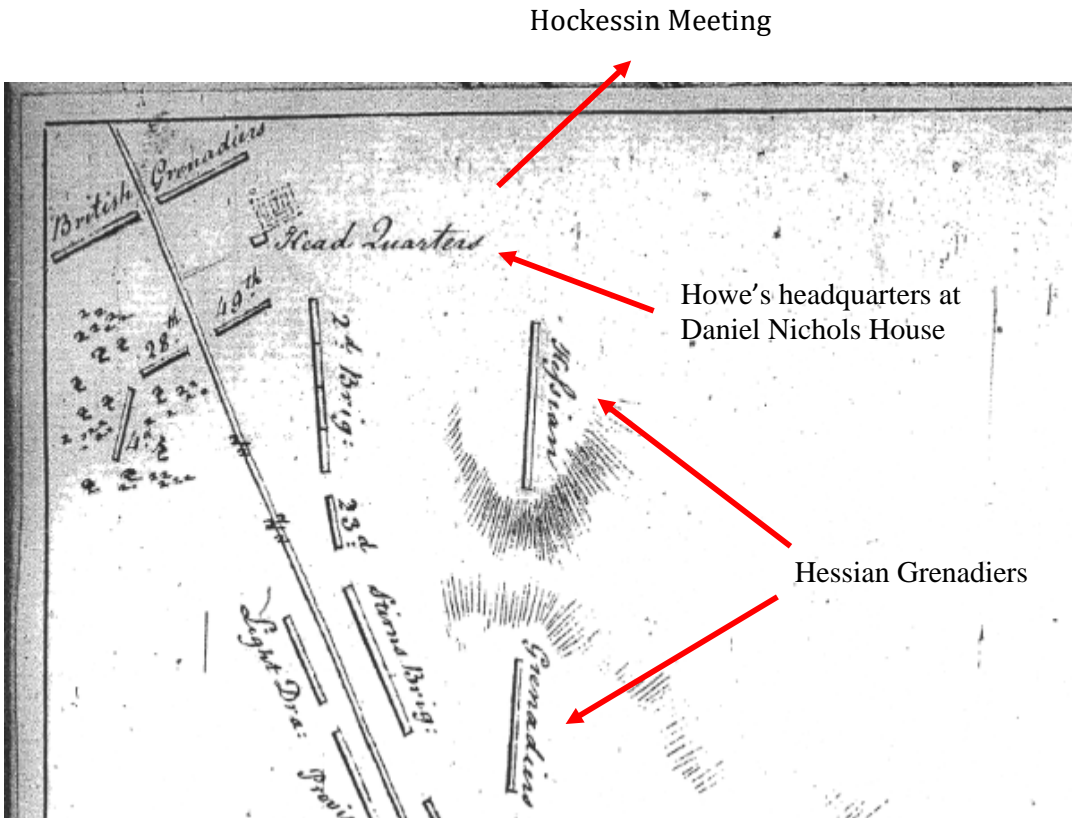 Hockessin Meeting
British Grenadiers
Head Quarters
Howe’s headquarters at
Daniel Nichols House
49th
28th
4th
2d Brig:
Hessian
23d
Hessian Grenadiers
Stirns Brig:
Light Dra:
Grenadiers